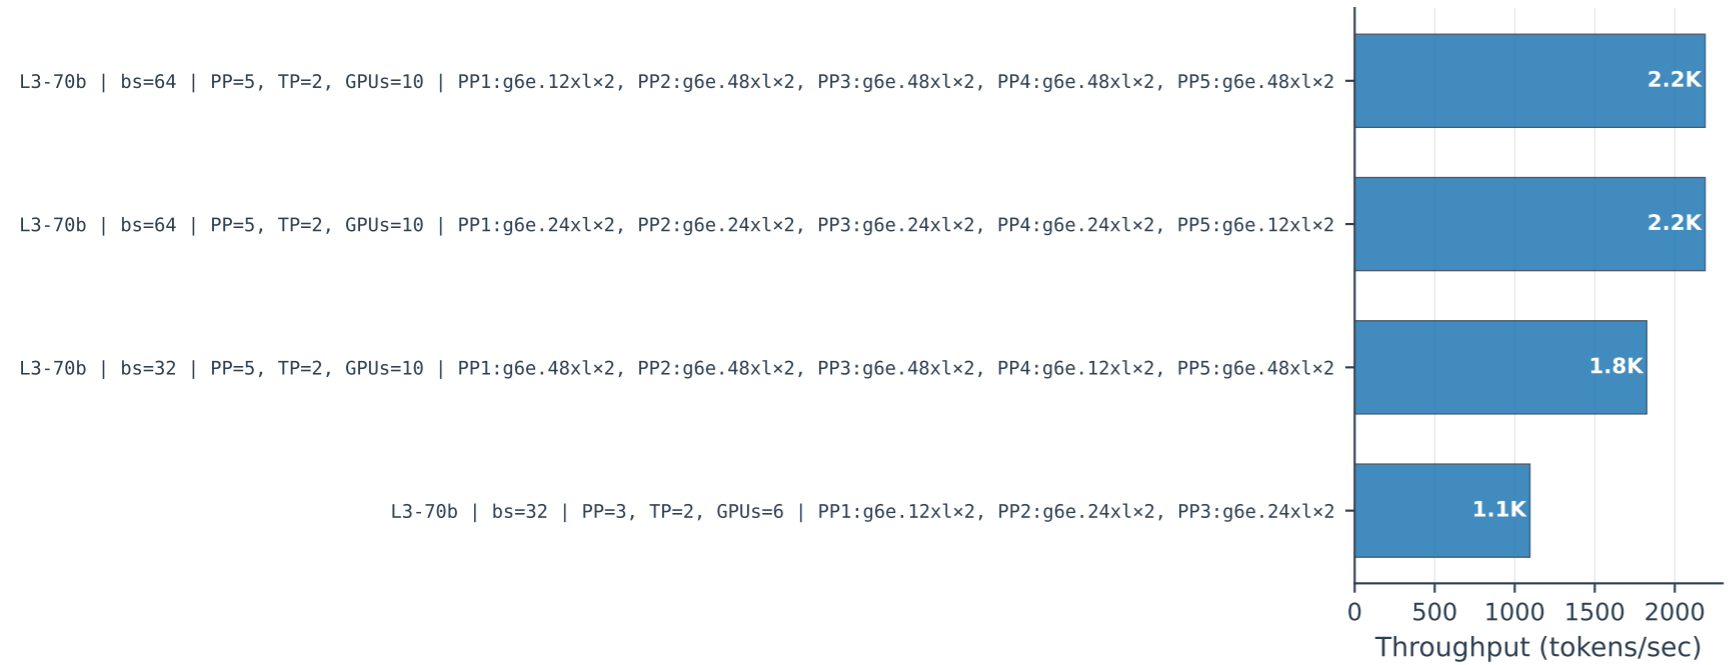 L3-70b | bs=64 | PP=5, TP=2, GPUs=10 | PP1:g6e.12xl×2, PP2:g6e.48xl×2, PP3:g6e.48xl×2, PP4:g6e.48xl×2, PP5:g6e.48xl×2
2.2K
L3-70b | bs=64 | PP=5, TP=2, GPUs=10 | PP1:g6e.24xl×2, PP2:g6e.24xl×2, PP3:g6e.24xl×2, PP4:g6e.24xl×2, PP5:g6e.12xl×2
2.2K
L3-70b | bs=32 | PP=5, TP=2, GPUs=10 | PP1:g6e.48xl×2, PP2:g6e.48xl×2, PP3:g6e.48xl×2, PP4:g6e.12xl×2, PP5:g6e.48xl×2
1.8K
L3-70b | bs=32 | PP=3, TP=2, GPUs=6 | PP1:g6e.12xl×2, PP2:g6e.24xl×2, PP3:g6e.24xl×2
1.1K
0 500 1000 1500 2000
Throughput (tokens/sec)